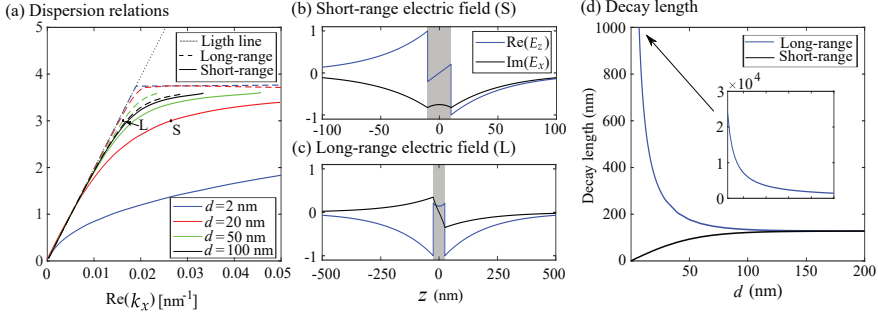 (a) Dispersion relations
5
4
3
2
1
0
0
0.01
0.02
0.03
0.04
0.05
Re(kx) [nm⁻¹]
Ligth line
Long-range
Short-range
L
S
d=2 nm
d=20 nm
d=50 nm
d=100 nm
(b) Short-range electric field (S)
1
0
-1
-100
-50
0
50
100
Re(Ez)
Im(Ex)
(c) Long-range electric field (L)
0
-1
-500
-250
0
250
500
z (nm)
(d) Decay length
Decay length (nm)
1000
800
600
400
200
0
50
100
150
200
d (nm)
Long-range
Short-range
3×10⁴
2
1
0